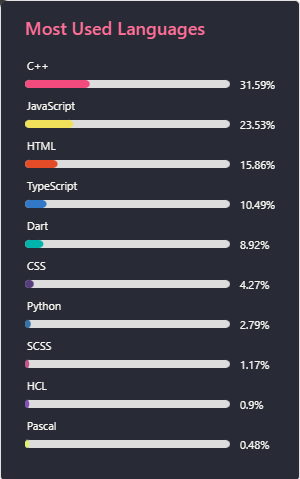 Most Used Languages
C++
31.59%
JavaScript
23.53%
HTML
15.86%
TypeScript
10.49%
Dart
8.92%
CSS
4.27%
Python
2.79%
SCSS
1.17%
HCL
0.9%
Pascal
0.48%